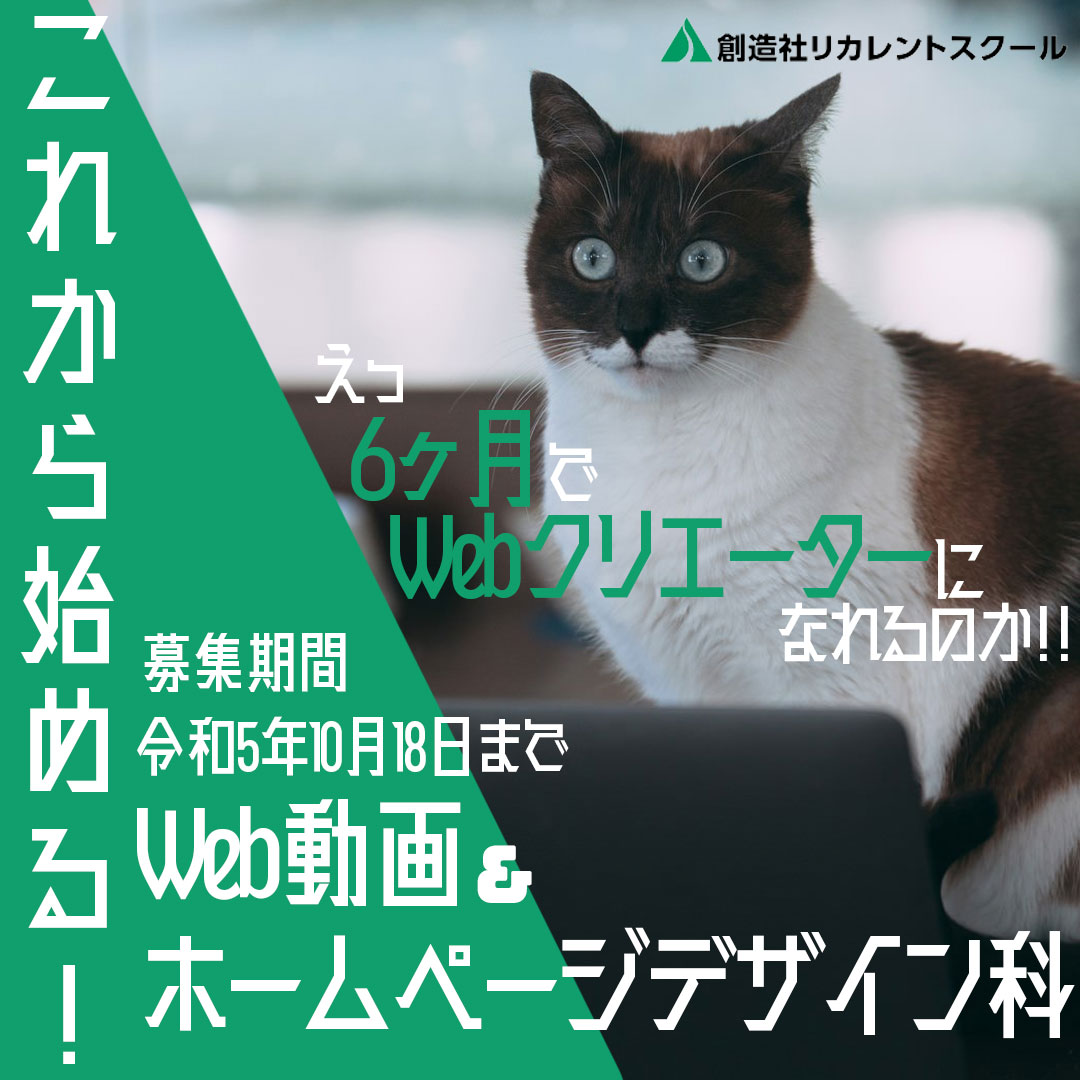 創造社リカレントスクール
これから始める！
えっ
6ヶ月で
Webクリエーターに
なれるのか!!
募集期間
令和5年10月18日まで
Web動画&
ホームページデザイン科